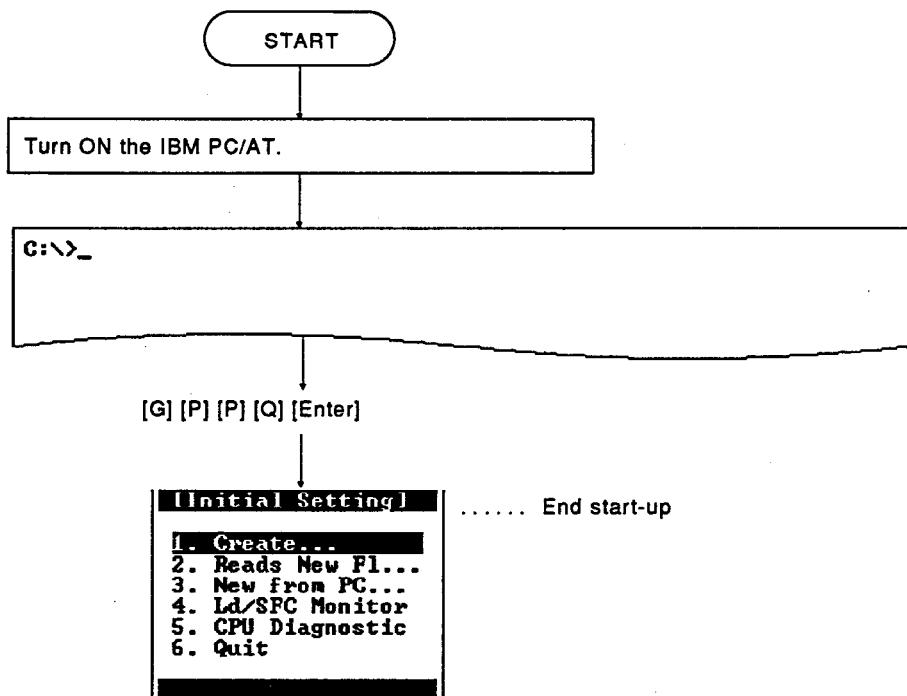 START
Turn ON the IBM PC/AT.
C:\>_
[G] [P] [P] [Q] [Enter]
[Initial Setting]
...... End start-up
1. Create...
2. Reads New Fl...
3. New from PC...
4. Ld/SFC Monitor
5. CPU Diagnostic
6. Quit